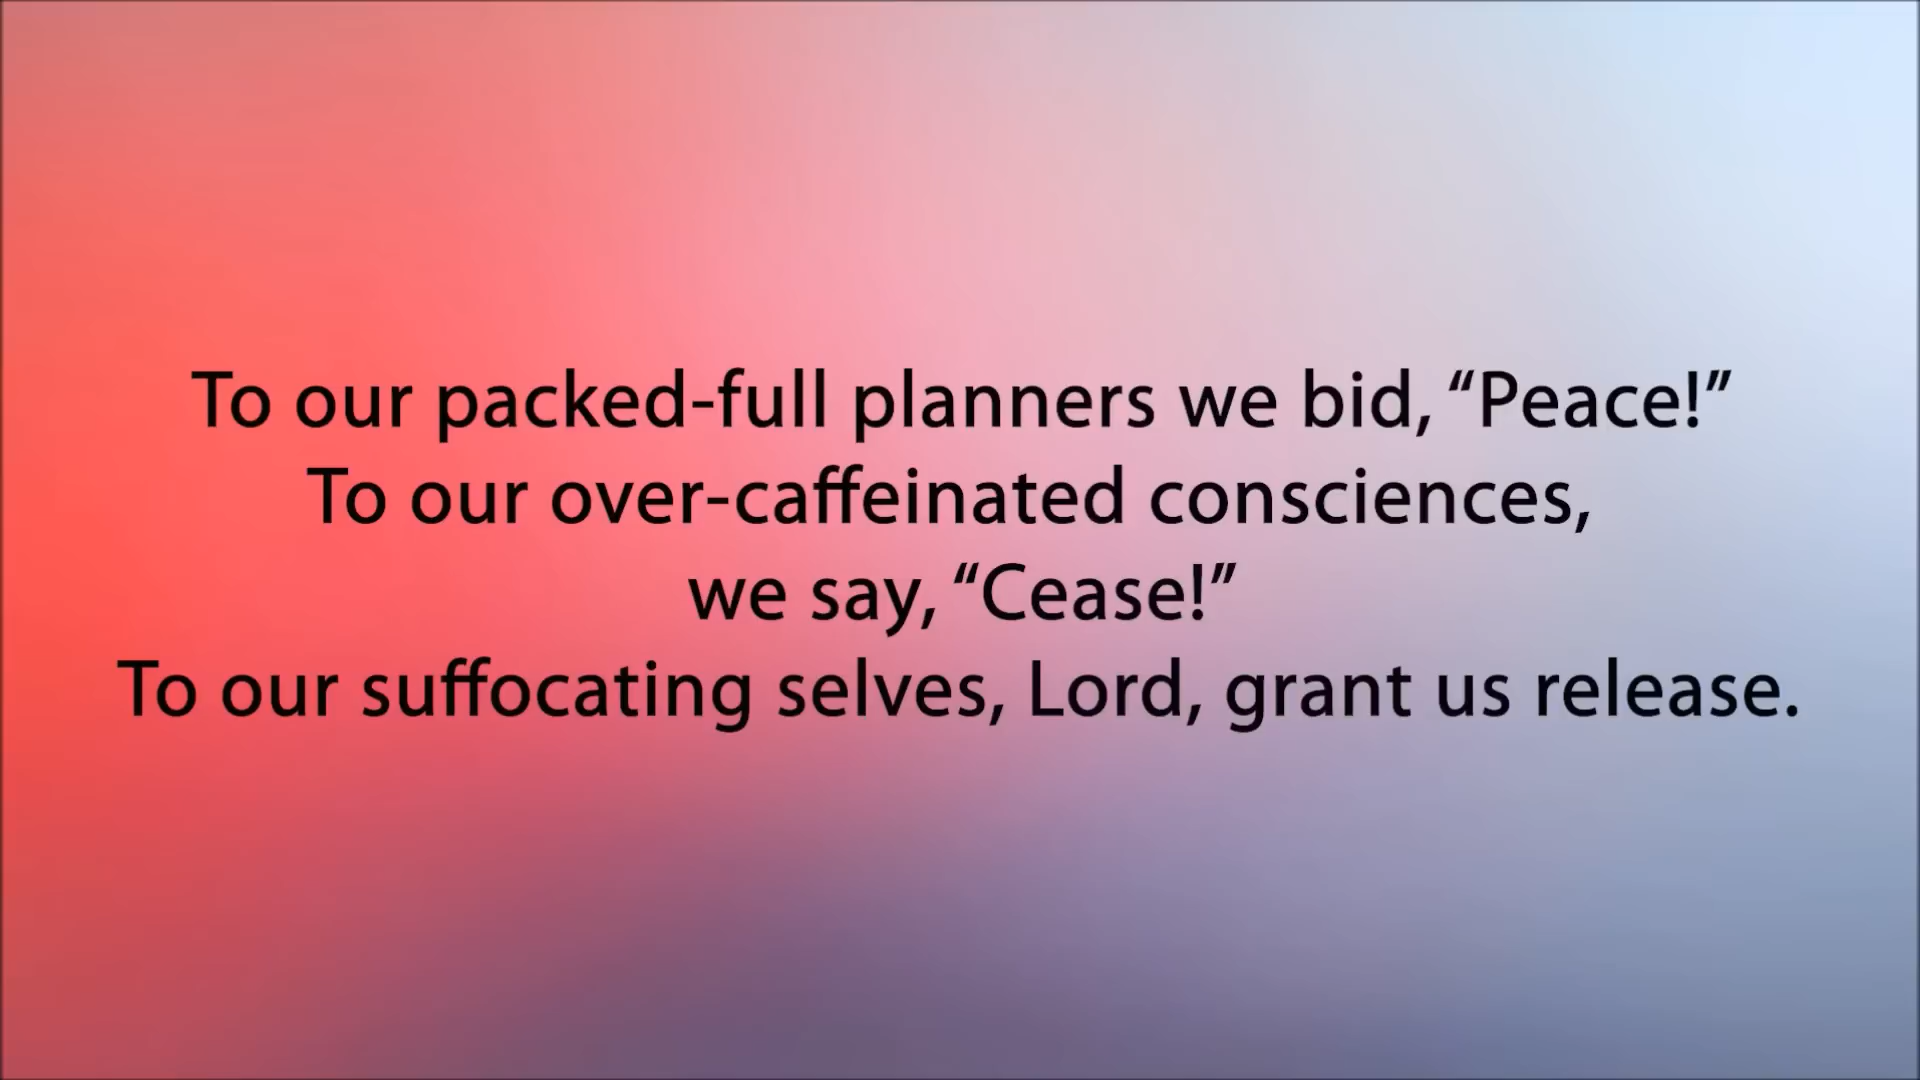 To our packed-full planners we bid, “Peace!”
To our over-caffeinated consciences,
we say, “Cease!”
To our suffocating selves, Lord, grant us release.